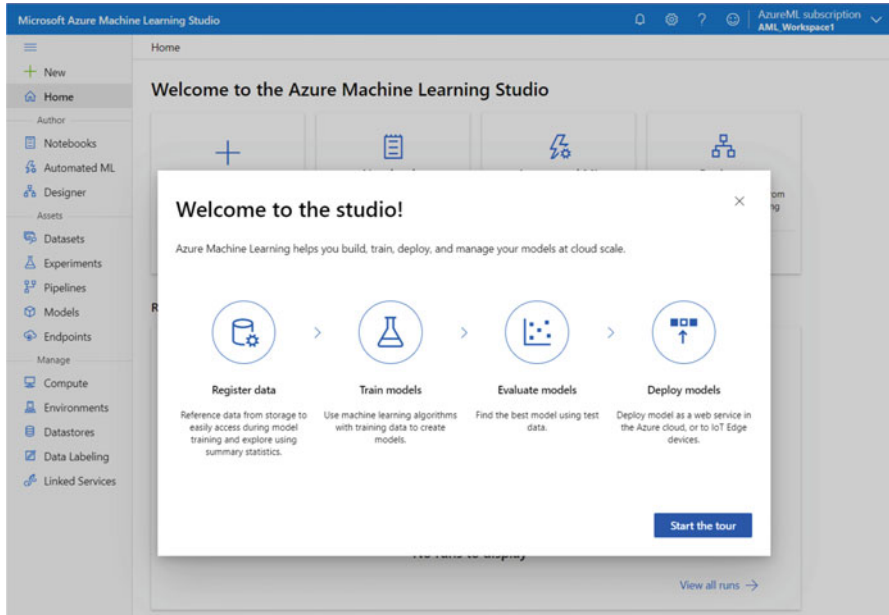 Microsoft Azure Machine Learning Studio
AzureML subscription
AML_Workspace1
New
Home
Author
Notebooks
Automated ML
Designer
Assets
Datasets
Experiments
Pipelines
Models
Endpoints
Manage
Compute
Environments
Datastores
Data Labeling
Linked Services
Home
Welcome to the Azure Machine Learning Studio
Welcome to the studio!
Azure Machine Learning helps you build, train, deploy, and manage your models at cloud scale.
Register data
Reference data from storage to
easily access during model
training and explore using
summary statistics.
Train models
Use machine learning algorithms
with training data to create
models.
Evaluate models
Find the best model using test
data.
Deploy models
Deploy model as a web service in
the Azure cloud, or to IoT Edge
devices.
Start the tour
No runs to display
View all runs